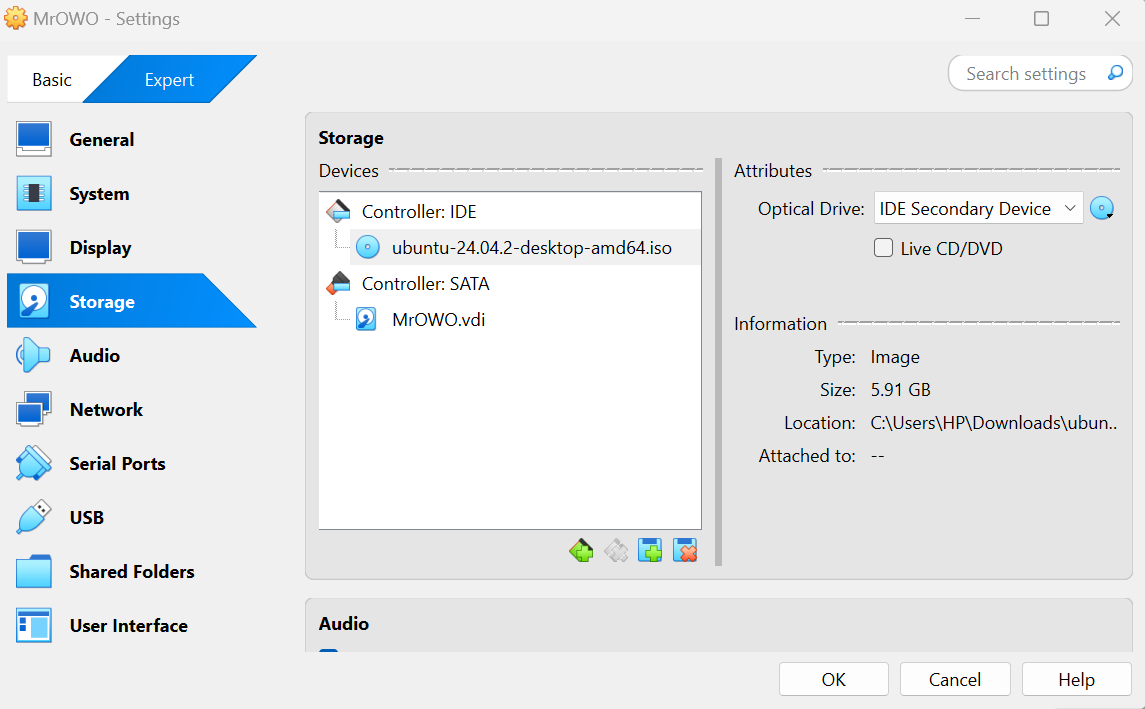 MrOWO - Settings
Basic
Expert
Search settings
General
System
Display
Storage
Audio
Network
Serial Ports
USB
Shared Folders
User Interface
Storage
Devices
Controller: IDE
ubuntu-24.04.2-desktop-amd64.iso
Controller: SATA
MrOWO.vdi
Attributes
Optical Drive: IDE Secondary Device
Live CD/DVD
Information
Type: Image
Size: 5.91 GB
Location: C:\Users\HP\Downloads\ubun..
Attached to: --
Audio
OK
Cancel
Help